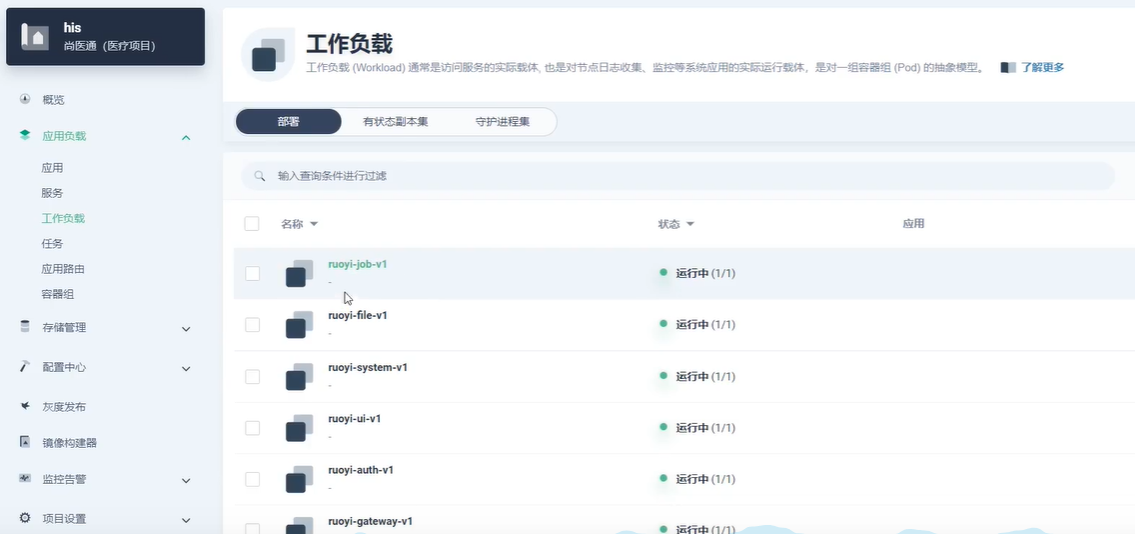 his
尚医通（医疗项目）
概览
应用负载
应用
服务
工作负载
任务
应用路由
容器组
存储管理
配置中心
灰度发布
镜像构建器
监控告警
项目设置
工作负载
工作负载 (Workload) 通常是访问服务的实际载体, 也是对节点日志收集、监控等系统应用的实际运行载体，是对一组容器组 (Pod) 的抽象模型。 了解更多
部署 有状态副本集 守护进程集
输入查询条件进行过滤
名称 状态 应用
ruoyi-job-v1 运行中 (1/1)
-
ruoyi-file-v1 运行中 (1/1)
-
ruoyi-system-v1 运行中 (1/1)
-
ruoyi-ui-v1 运行中 (1/1)
-
ruoyi-auth-v1 运行中 (1/1)
-
ruoyi-gateway-v1 运行中 (1/1)